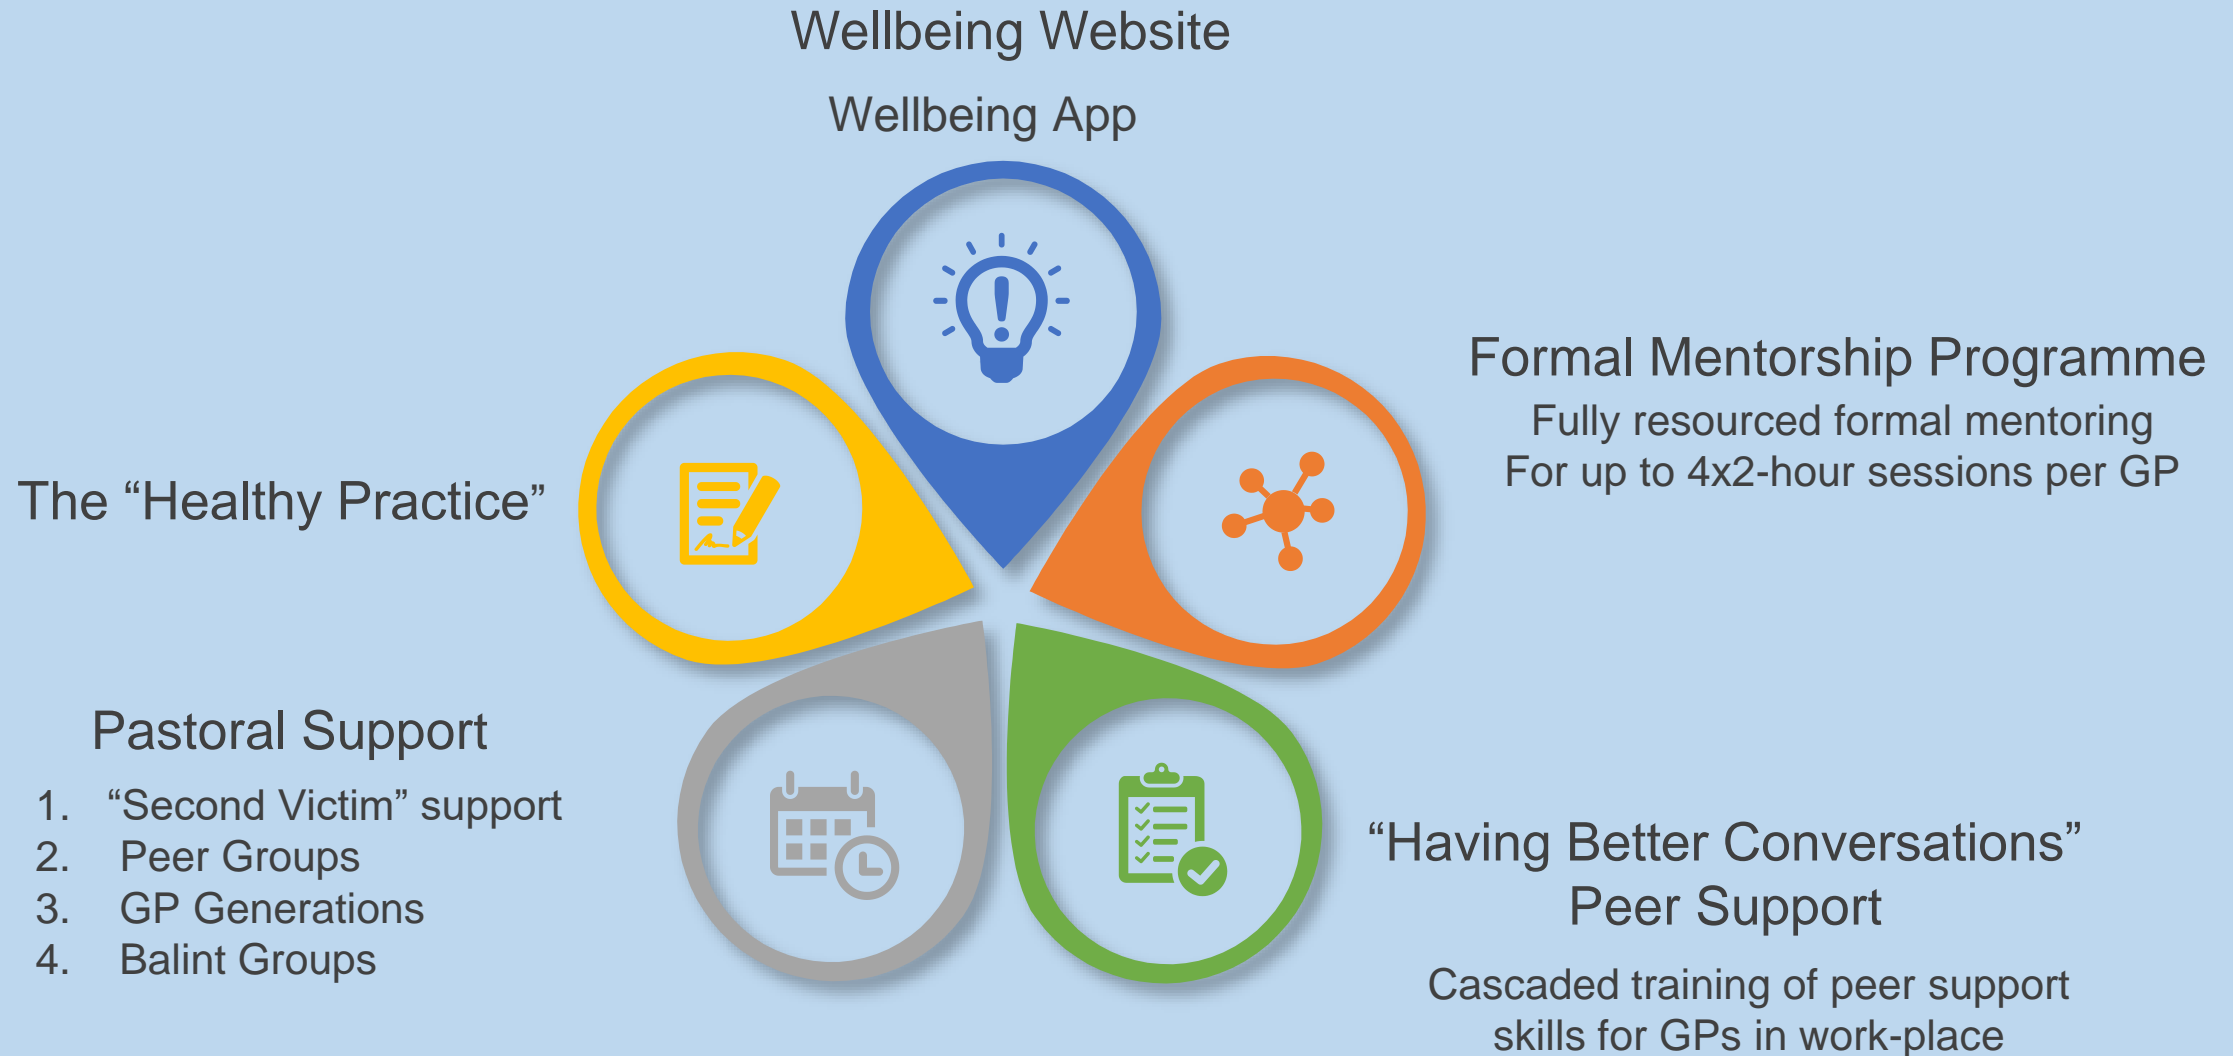 Wellbeing Website
Wellbeing App
Formal Mentorship Programme
Fully resourced formal mentoring
For up to 4x2-hour sessions per GP
The “Healthy Practice”
Pastoral Support
1. “Second Victim” support
2. Peer Groups
3. GP Generations
4. Balint Groups
“Having Better Conversations”
Peer Support
Cascaded training of peer support
skills for GPs in work-place